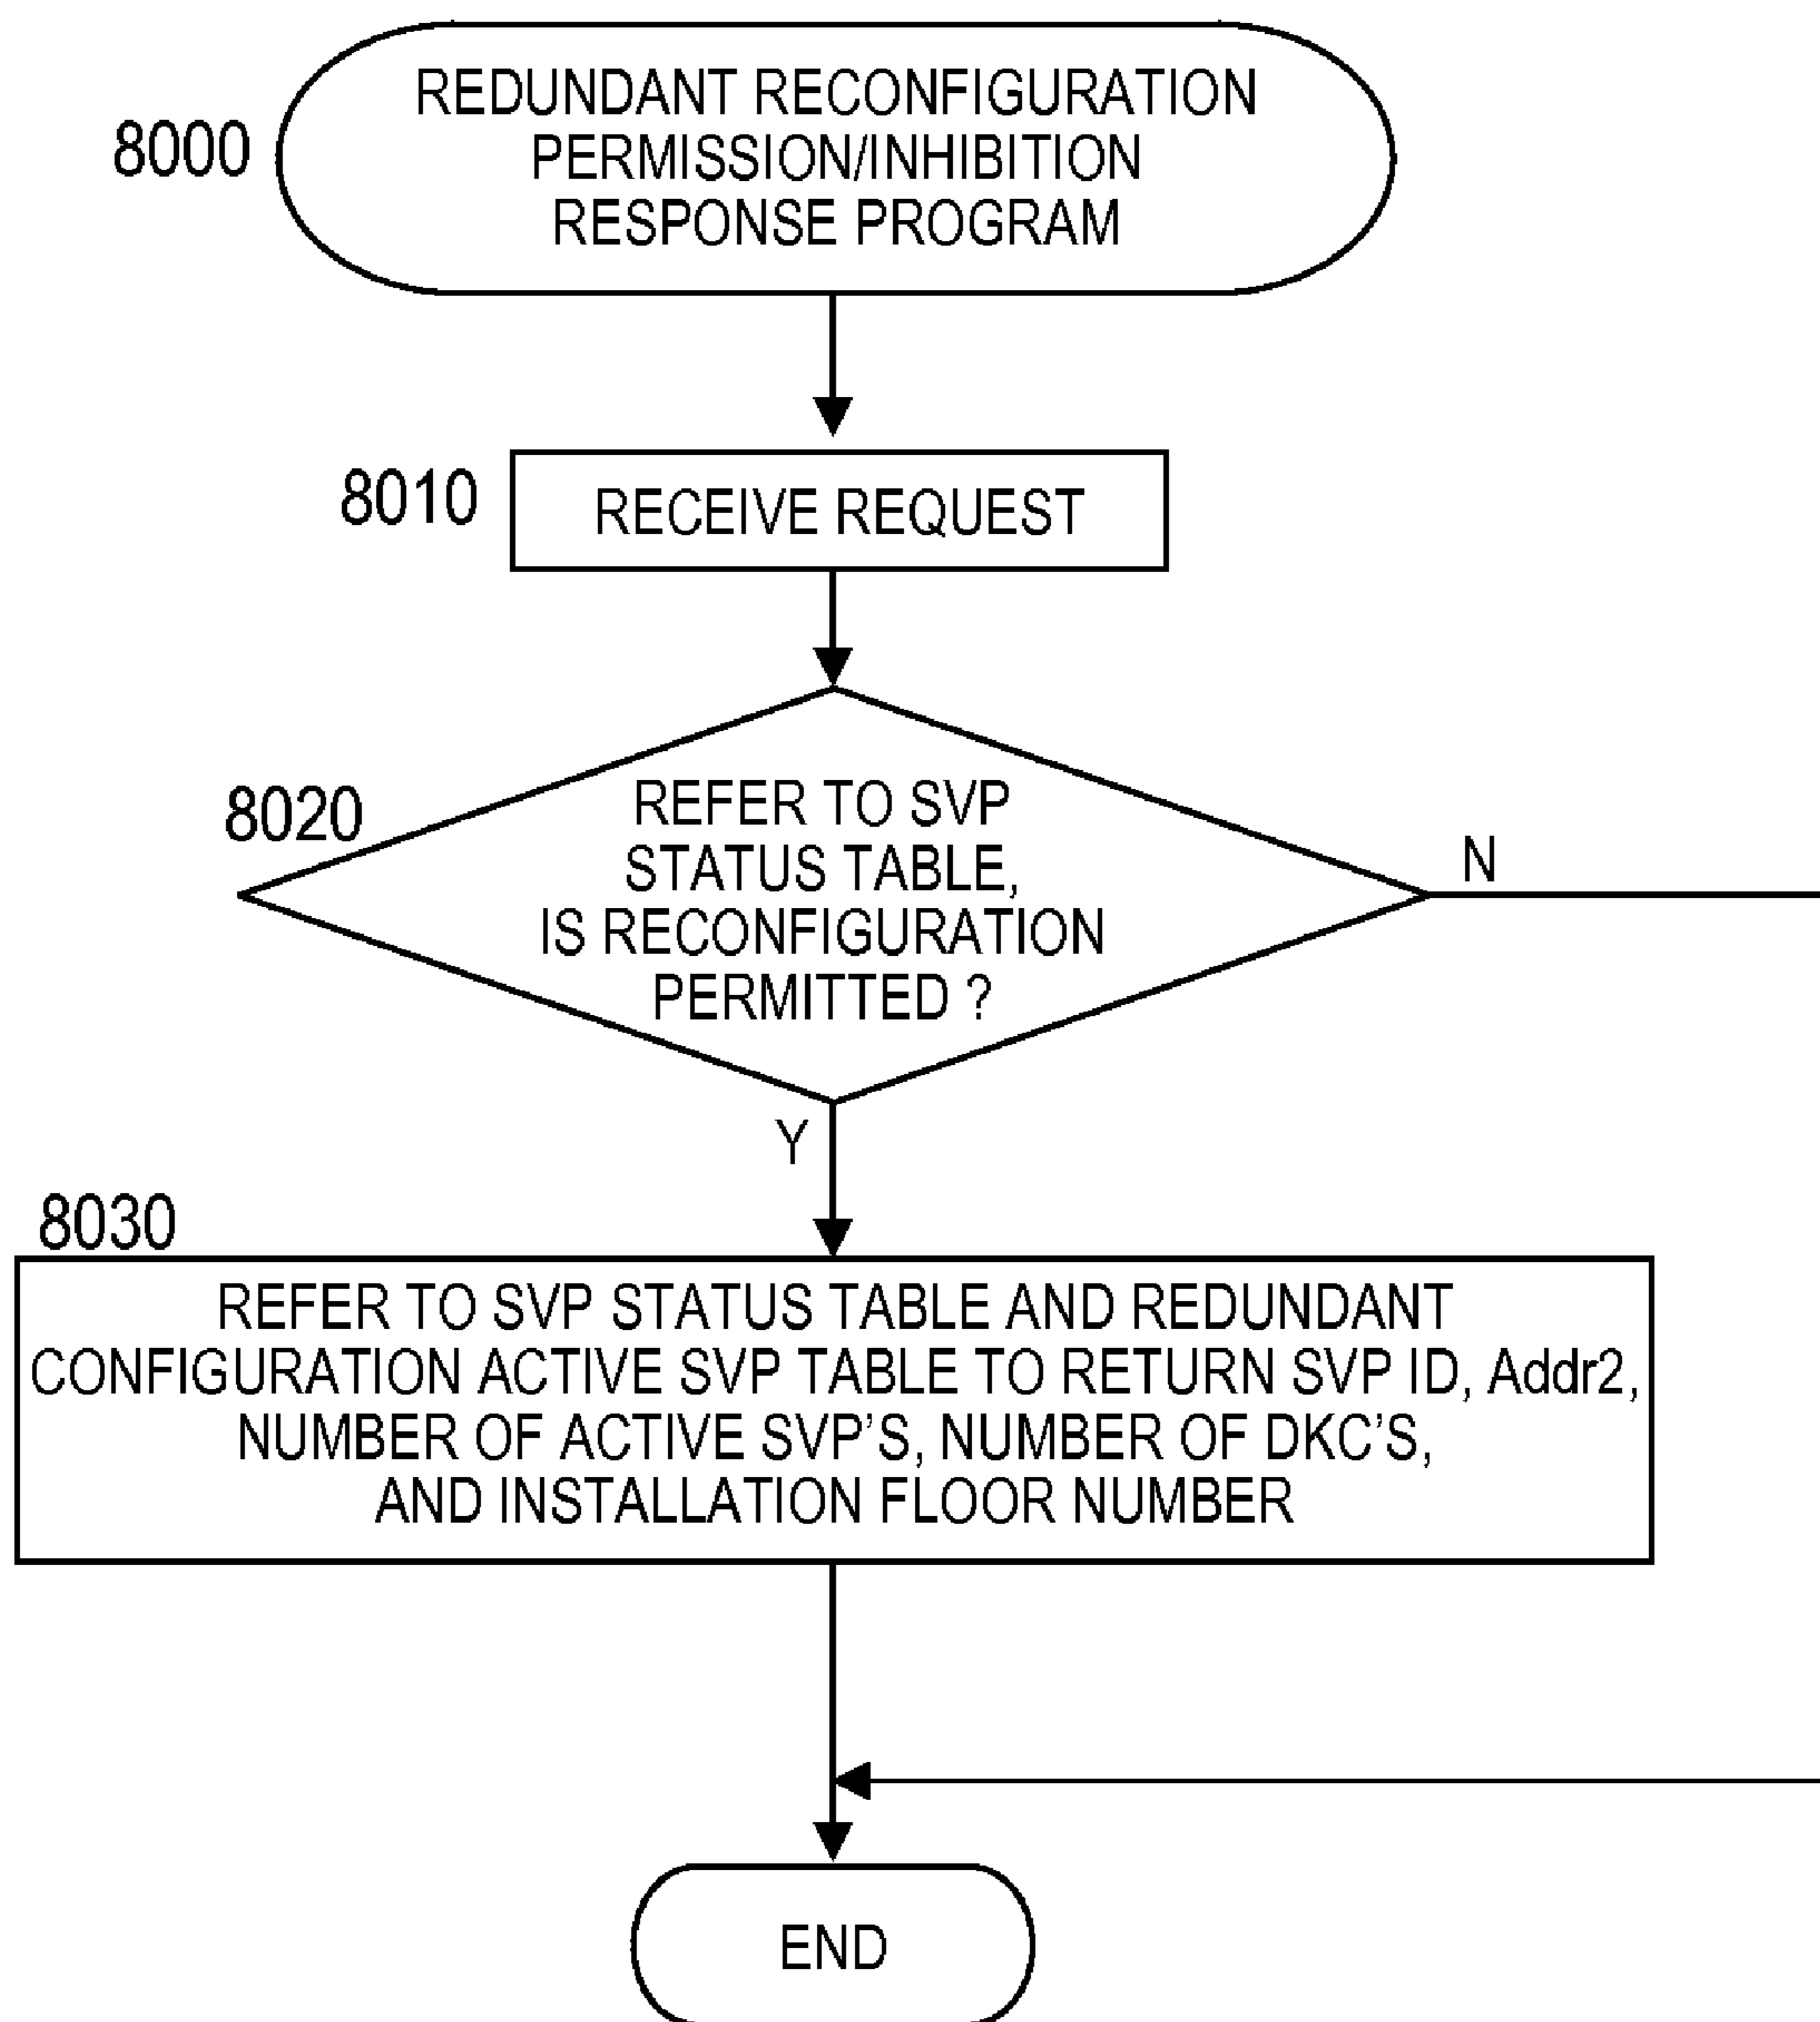 8000
REDUNDANT RECONFIGURATION
PERMISSION/INHIBITION
RESPONSE PROGRAM
8010
RECEIVE REQUEST
8020
REFER TO SVP
STATUS TABLE,
IS RECONFIGURATION
PERMITTED ?
N
Y
8030
REFER TO SVP STATUS TABLE AND REDUNDANT
CONFIGURATION ACTIVE SVP TABLE TO RETURN SVP ID, Addr2,
NUMBER OF ACTIVE SVP'S, NUMBER OF DKC'S,
AND INSTALLATION FLOOR NUMBER
END